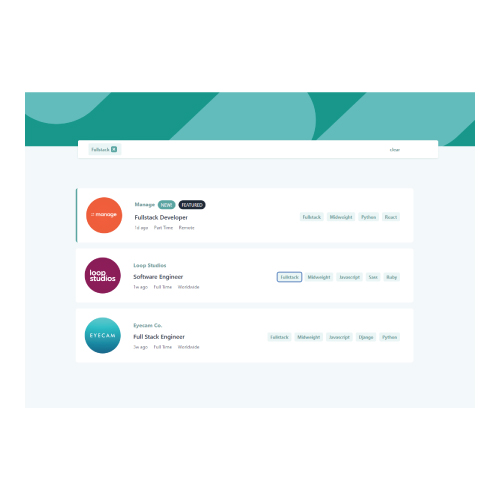 Fullstack
clear
manage
Manage NEW! FEATURED
Fullstack Developer
1d ago Part Time Remote
Fullstack Midweight Python React
loop studios
Loop Studios
Software Engineer
1w ago Full Time Worldwide
Fullstack Midweight Javascript Sass Ruby
EYECAM
Eyecam Co.
Full Stack Engineer
3w ago Full Time Worldwide
Fullstack Midweight Javascript Django Python